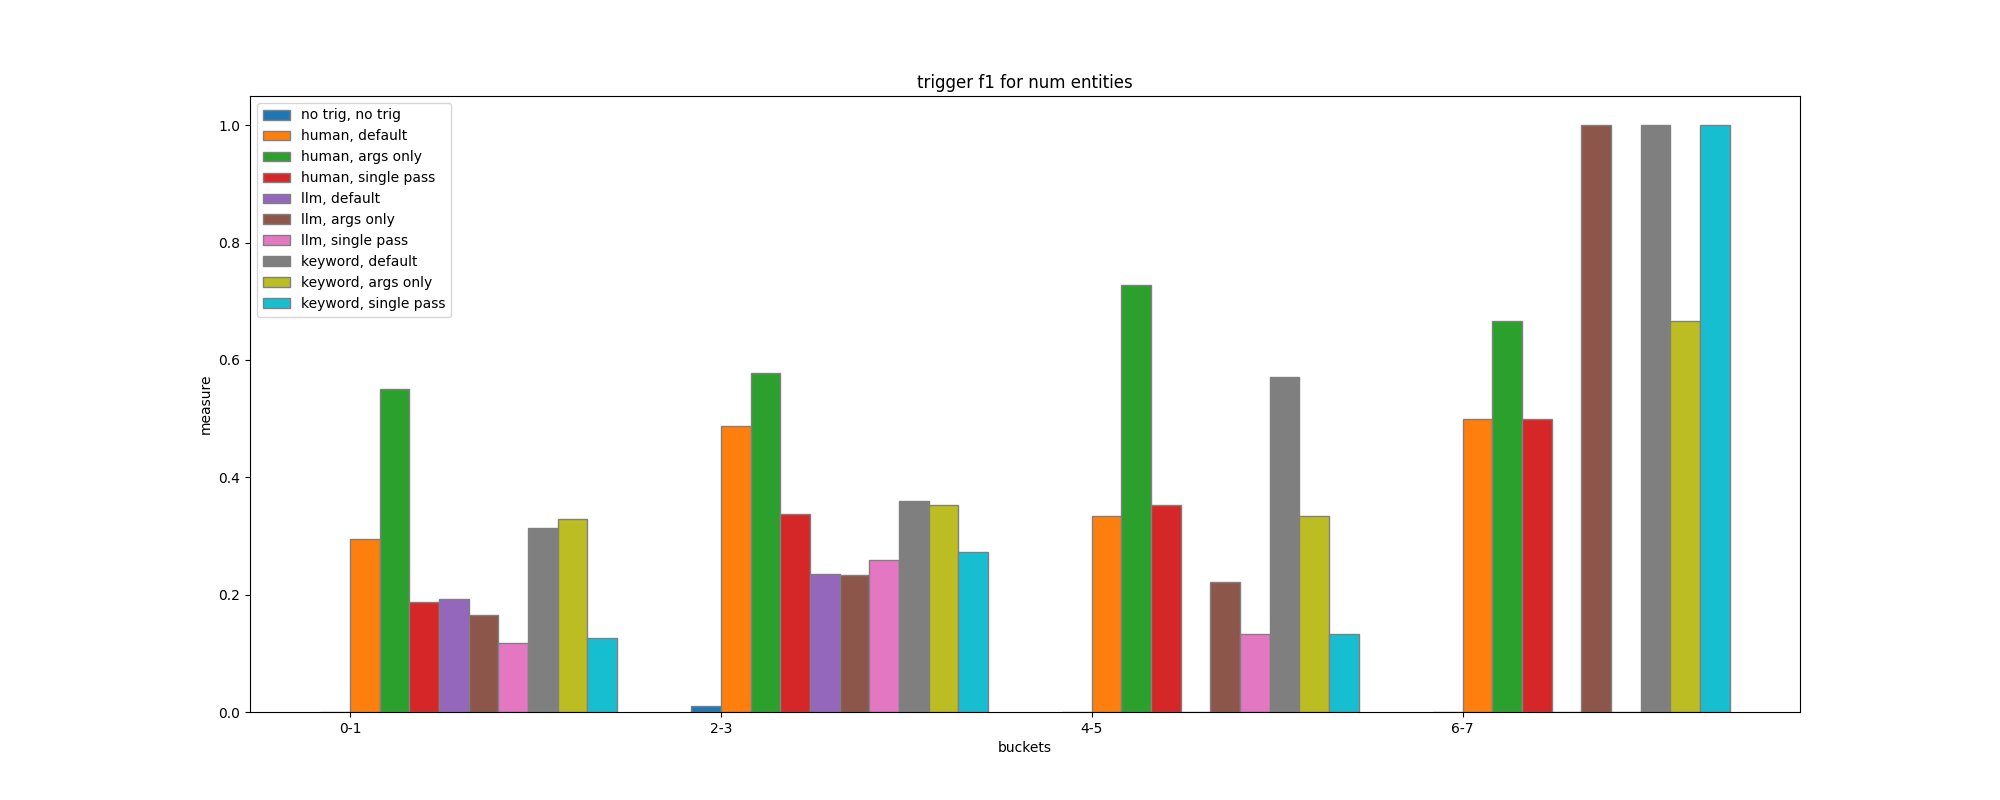 trigger f1 for num entities
no trig, no trig
human, default
human, args only
human, single pass
llm, default
llm, args only
llm, single pass
keyword, default
keyword, args only
keyword, single pass
measure
1.0
0.8
0.6
0.4
0.2
0.0
0-1 2-3 4-5 6-7
buckets